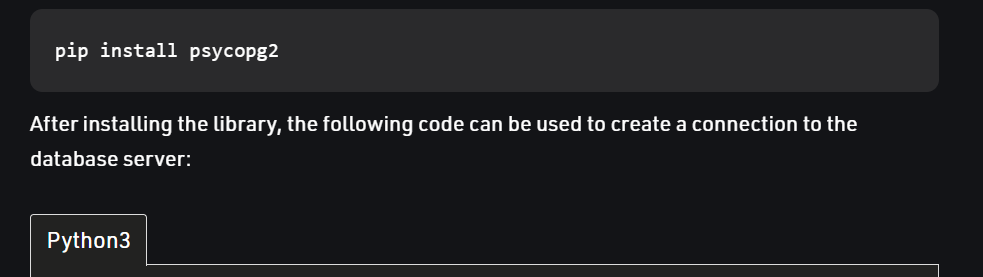 pip install psycopg2
After installing the library, the following code can be used to create a connection to the
database server:
Python3